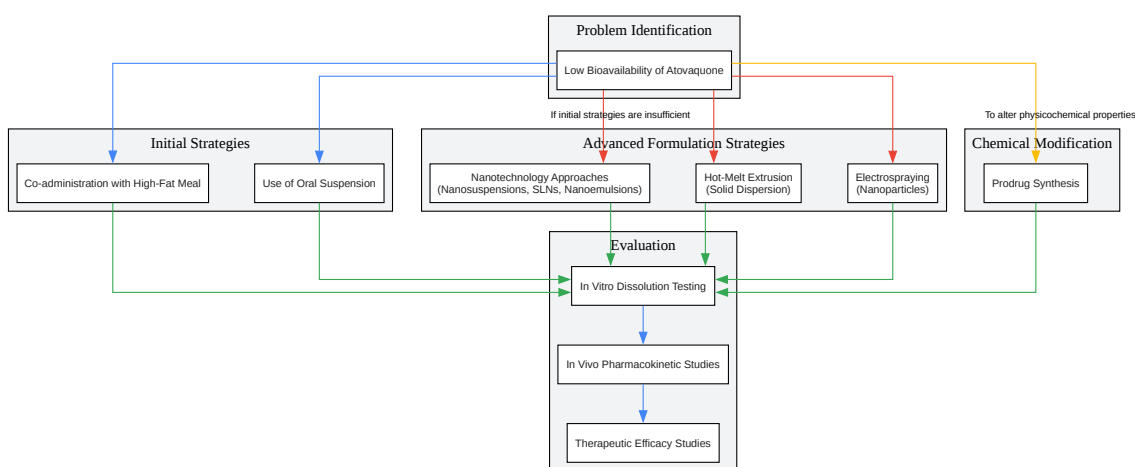 Problem Identification
Low Bioavailability of Atovaquone
If initial strategies are insufficient
To alter physicochemical properties
Initial Strategies
Advanced Formulation Strategies
Chemical Modification
Co-administration with High-Fat Meal
Use of Oral Suspension
Nanotechnology Approaches
(Nanosuspensions, SLNs, Nanoemulsions)
Hot-Melt Extrusion
(Solid Dispersion)
Electrospraying
(Nanoparticles)
Prodrug Synthesis
Evaluation
In Vitro Dissolution Testing
In Vivo Pharmacokinetic Studies
Therapeutic Efficacy Studies